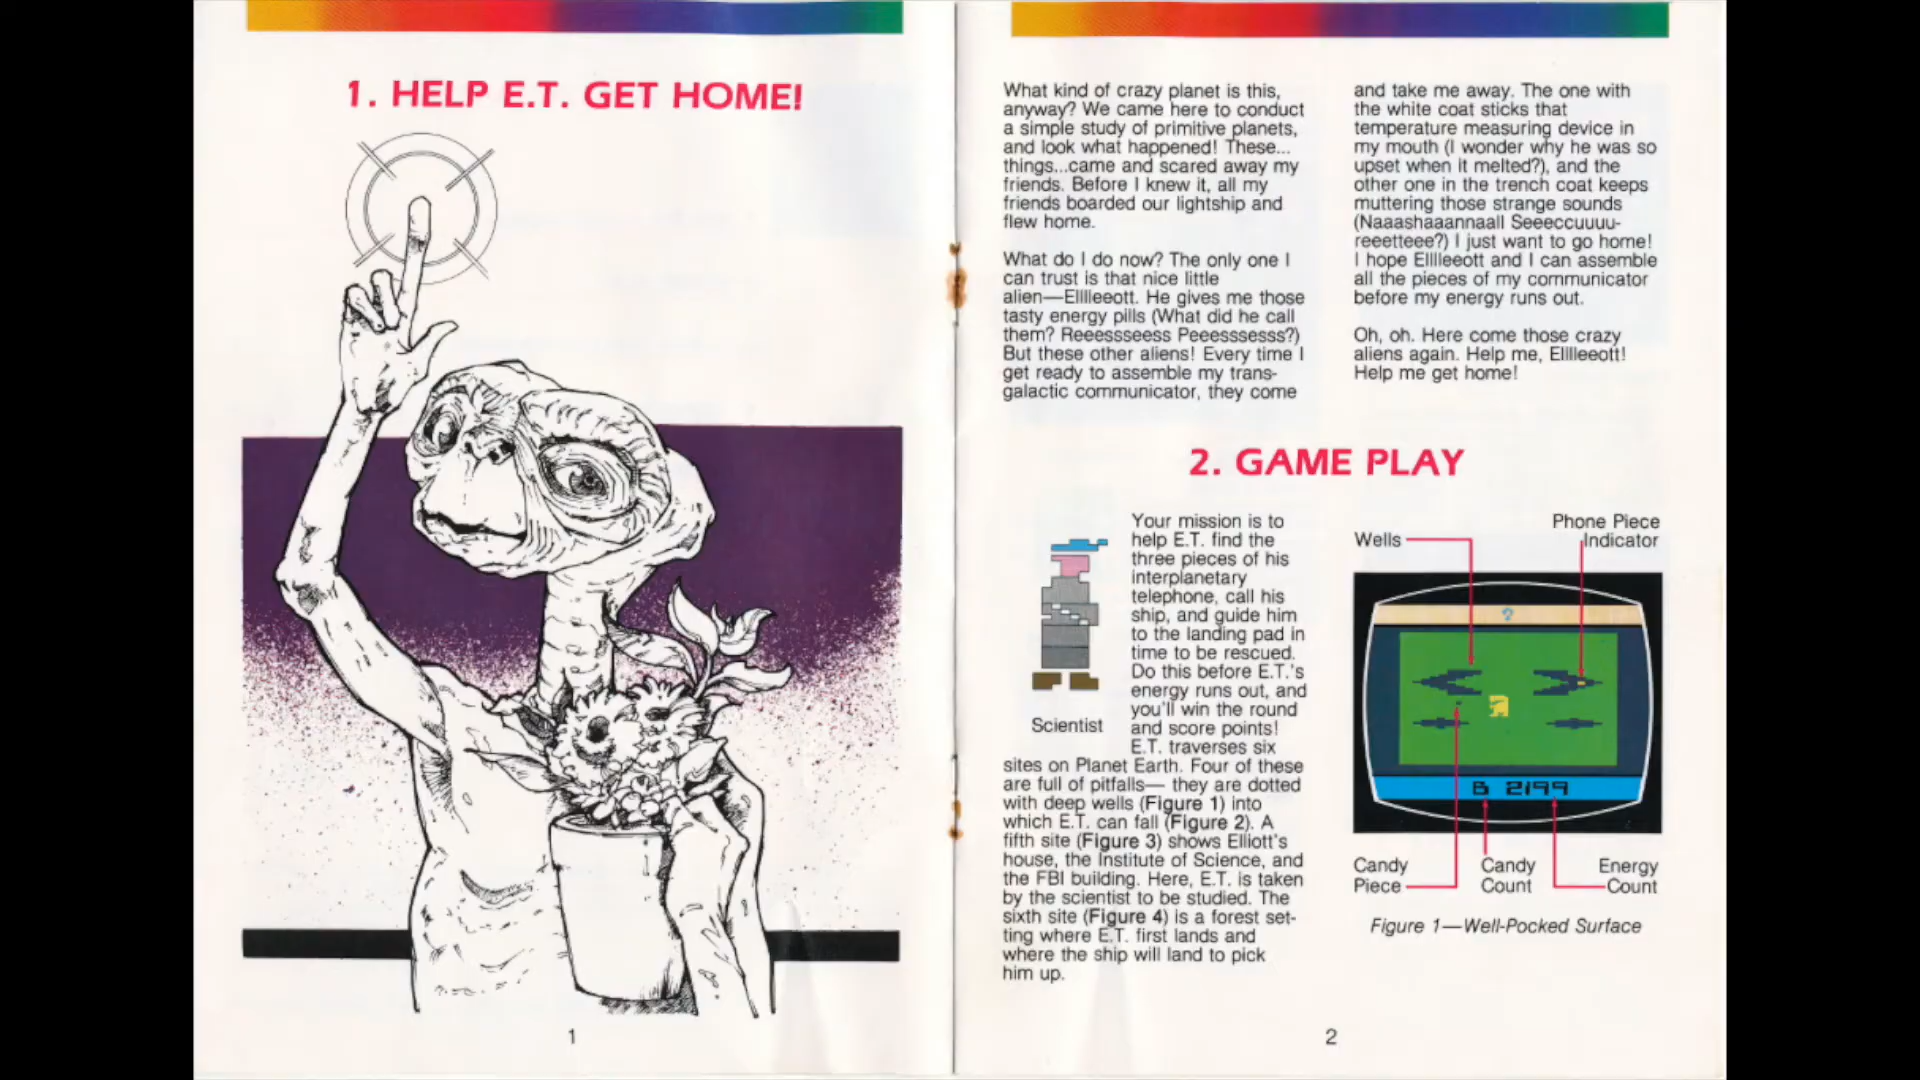 1. HELP E.T. GET HOME!
1
What kind of crazy planet is this,
anyway? We came here to conduct
a simple study of primitive planets,
and look what happened! These...
things...came and scared away my
friends. Before I knew it, all my
friends boarded our lightship and
flew home.
What do I do now? The only one I
can trust is that nice little
alien—Ellleeott. He gives me those
tasty energy pills (What did he call
them? Reeessseess Peeesssesss?)
But these other aliens! Every time I
get ready to assemble my trans-
galactic communicator, they come
and take me away. The one with
the white coat sticks that
temperature measuring device in
my mouth (I wonder why he was so
upset when it melted?), and the
other one in the trench coat keeps
muttering those strange sounds
(Naaashaaannaall Seeeccuuuu-
reeetteee?) I just want to go home!
I hope Elllleeott and I can assemble
all the pieces of my communicator
before my energy runs out.
Oh, oh. Here come those crazy
aliens again. Help me, Ellleeott!
Help me get home!
2. GAME PLAY
Scientist
Your mission is to
help E.T. find the
three pieces of his
interplanetary
telephone, call his
ship, and guide him
to the landing pad in
time to be rescued.
Do this before E.T.'s
energy runs out, and
you'll win the round
and score points!
E.T. traverses six
sites on Planet Earth. Four of these
are full of pitfalls— they are dotted
with deep wells (Figure 1) into
which E.T. can fall (Figure 2). A
fifth site (Figure 3) shows Elliott's
house, the Institute of Science, and
the FBI building. Here, E.T. is taken
by the scientist to be studied. The
sixth site (Figure 4) is a forest set-
ting where E.T. first lands and
where the ship will land to pick
him up.
Phone Piece
Indicator
Wells
?
8 2199
Candy
Piece
Candy
Count
Energy
Count
Figure 1—Well-Pocked Surface
2